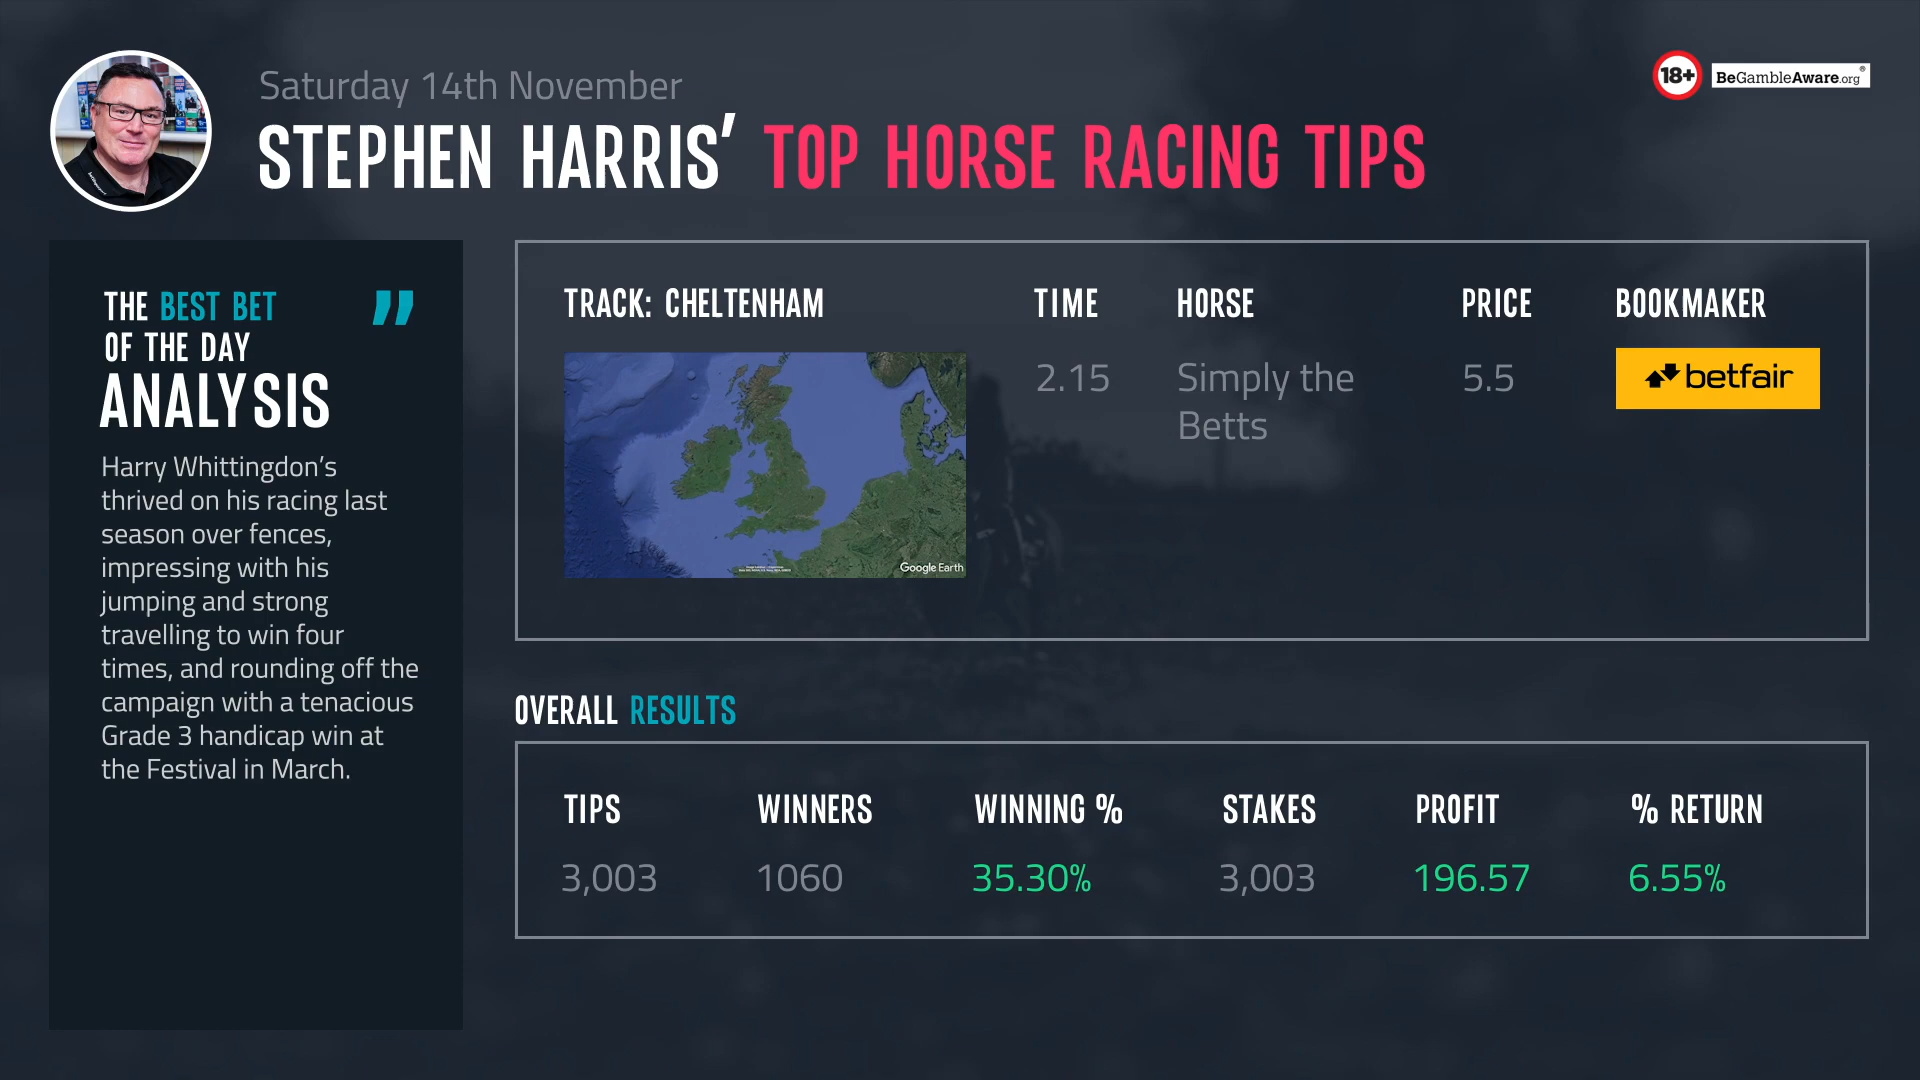 Saturday 14th November
STEPHEN HARRIS' TOP HORSE RACING TIPS
18+ BeGambleAware.org®
THE BEST BET
OF THE DAY
ANALYSIS
Harry Whittingdon's
thrived on his racing last
season over fences,
impressing with his
jumping and strong
travelling to win four
times, and rounding off the
campaign with a tenacious
Grade 3 handicap win at
the Festival in March.
TRACK: CHELTENHAM TIME HORSE PRICE BOOKMAKER
2.15 Simply the 5.5 betfair
Betts
Google Earth
OVERALL RESULTS
TIPS WINNERS WINNING % STAKES PROFIT % RETURN
3,003 1060 35.30% 3,003 196.57 6.55%